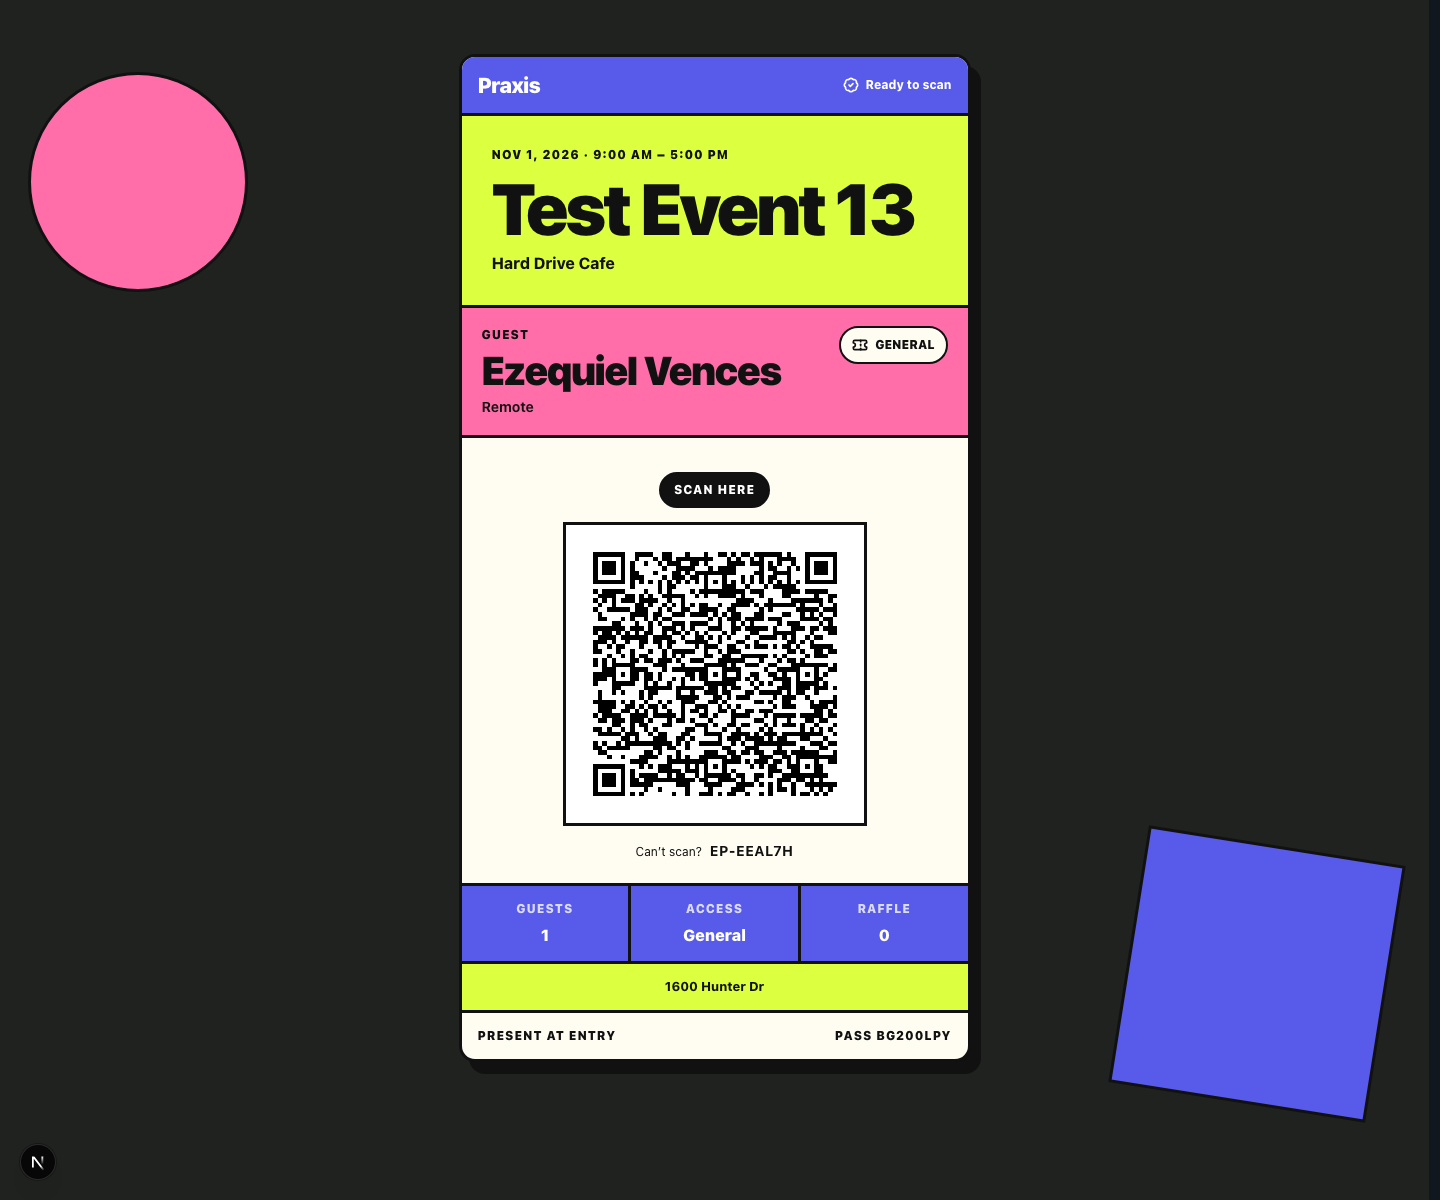 Praxis
Ready to scan
NOV 1, 2026 · 9:00 AM – 5:00 PM
Test Event 13
Hard Drive Cafe
GUEST
GENERAL
Ezequiel Vences
Remote
SCAN HERE
Can't scan? EP-EEAL7H
GUESTS
1
ACCESS
General
RAFFLE
0
1600 Hunter Dr
PRESENT AT ENTRY
PASS BG200LPY
N